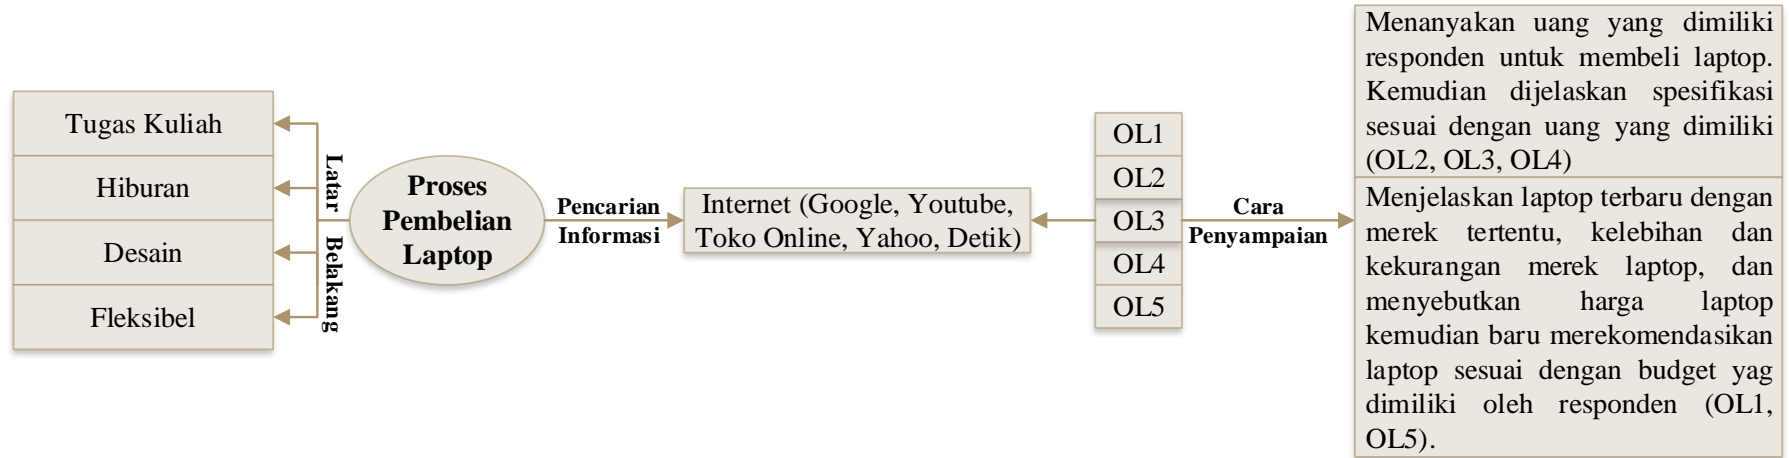 Tugas Kuliah
Hiburan
Desain
Fleksibel
Latar Belakang
Proses
Pembelian
Laptop
Pencarian
Informasi
Internet (Google, Youtube,
Toko Online, Yahoo, Detik)
OL1
OL2
OL3
OL4
OL5
Cara
Penyampaian
Menanyakan uang yang dimiliki
responden untuk membeli laptop.
Kemudian dijelaskan spesifikasi
sesuai dengan uang yang dimiliki
(OL2, OL3, OL4)
Menjelaskan laptop terbaru dengan
merek tertentu, kelebihan dan
kekurangan merek laptop, dan
menyebutkan harga laptop
kemudian baru merekomendasikan
laptop sesuai dengan budget yag
dimiliki oleh responden (OL1,
OL5).